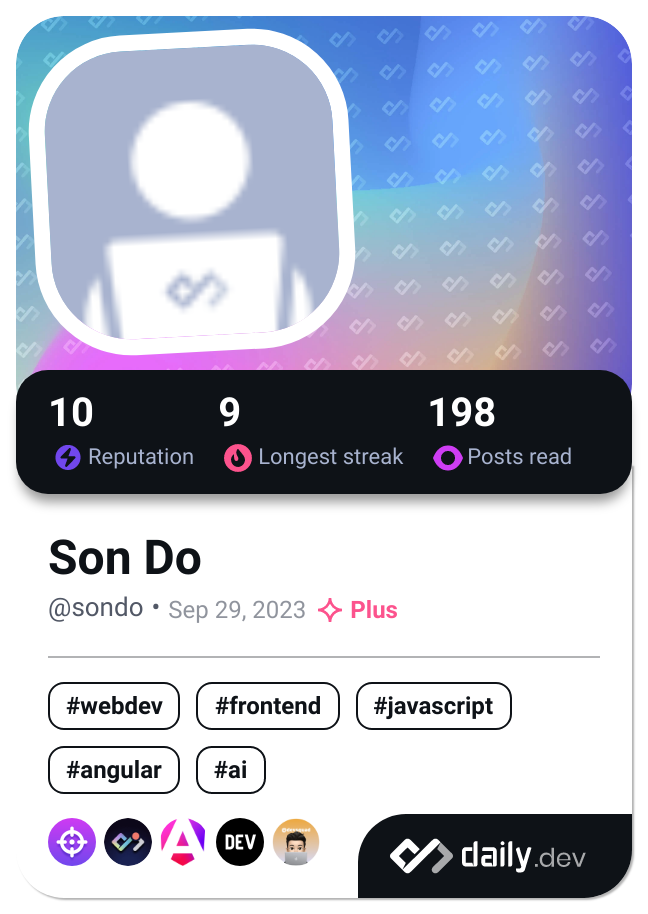 10 9 198
Reputation Longest streak Posts read
Son Do
@sondo • Sep 29, 2023 Plus
#webdev #frontend #javascript
#angular #ai
DEV
daily.dev